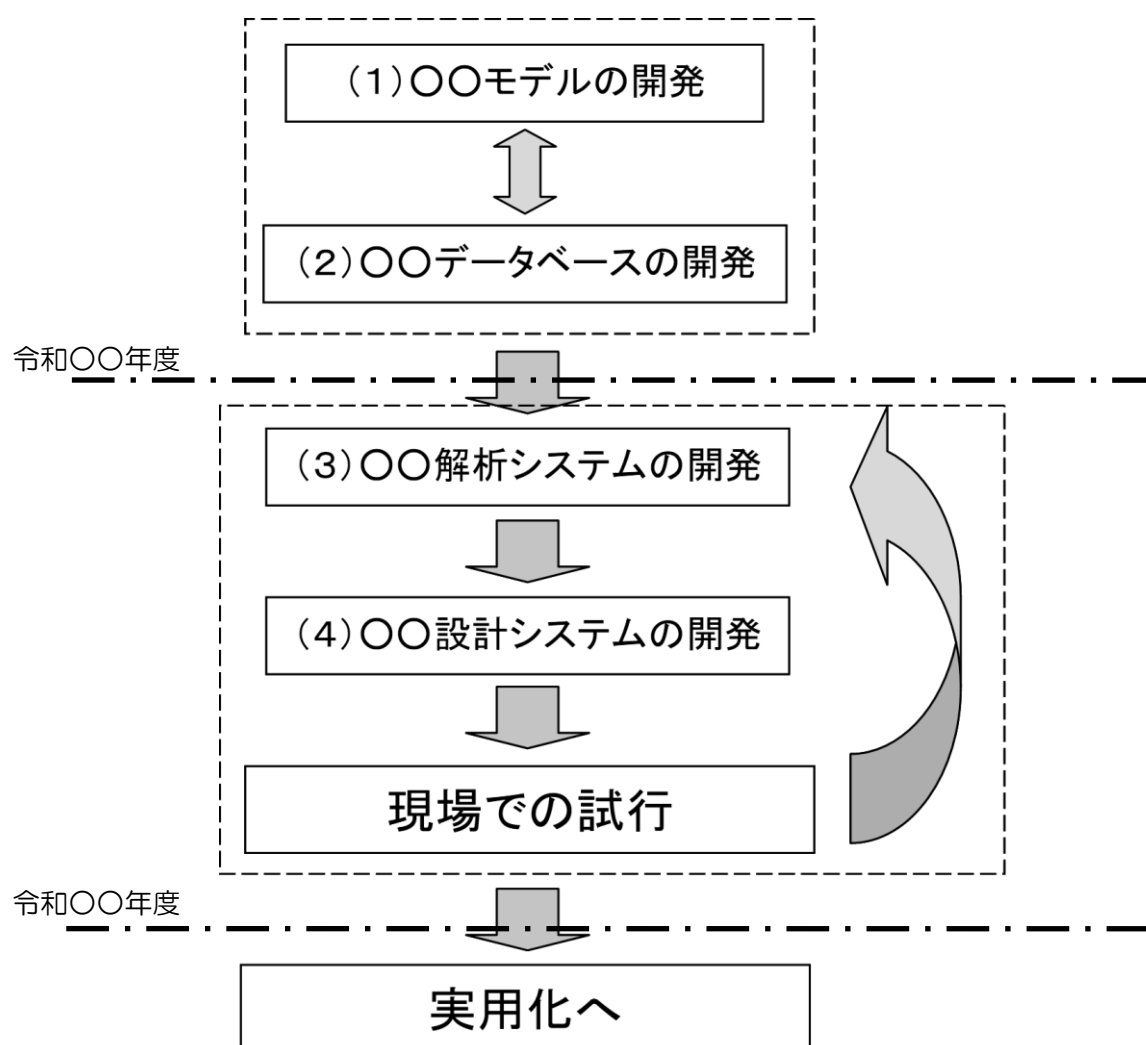 (1)〇〇モデルの開発
(2)〇〇データベースの開発
令和〇〇年度
(3)〇〇解析システムの開発
(4)〇〇設計システムの開発
現場での試行
令和〇〇年度
実用化へ